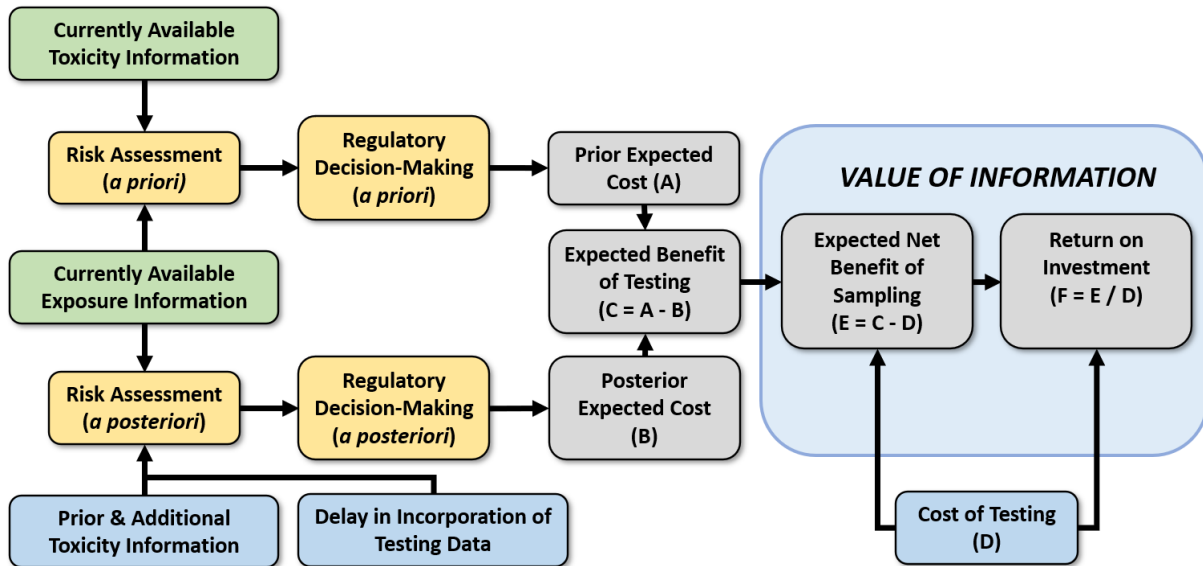 Currently Available
Toxicity Information
Risk Assessment
(a priori)
Regulatory
Decision-Making
(a priori)
Prior Expected
Cost (A)
VALUE OF INFORMATION
Currently Available
Exposure Information
Expected Benefit
of Testing
(C = A - B)
Expected Net
Benefit of
Sampling
(E = C - D)
Return on
Investment
(F = E / D)
Risk Assessment
(a posteriori)
Regulatory
Decision-Making
(a posteriori)
Posterior
Expected Cost
(B)
Prior & Additional
Toxicity Information
Delay in Incorporation of
Testing Data
Cost of Testing
(D)